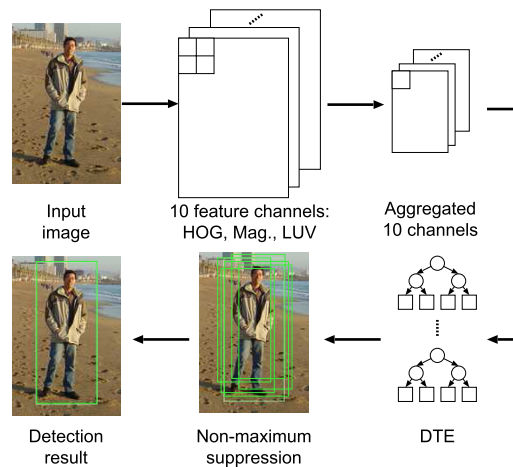 Input
image
10 feature channels:
HOG, Mag., LUV
Aggregated
10 channels
Detection
result
Non-maximum
suppression
DTE